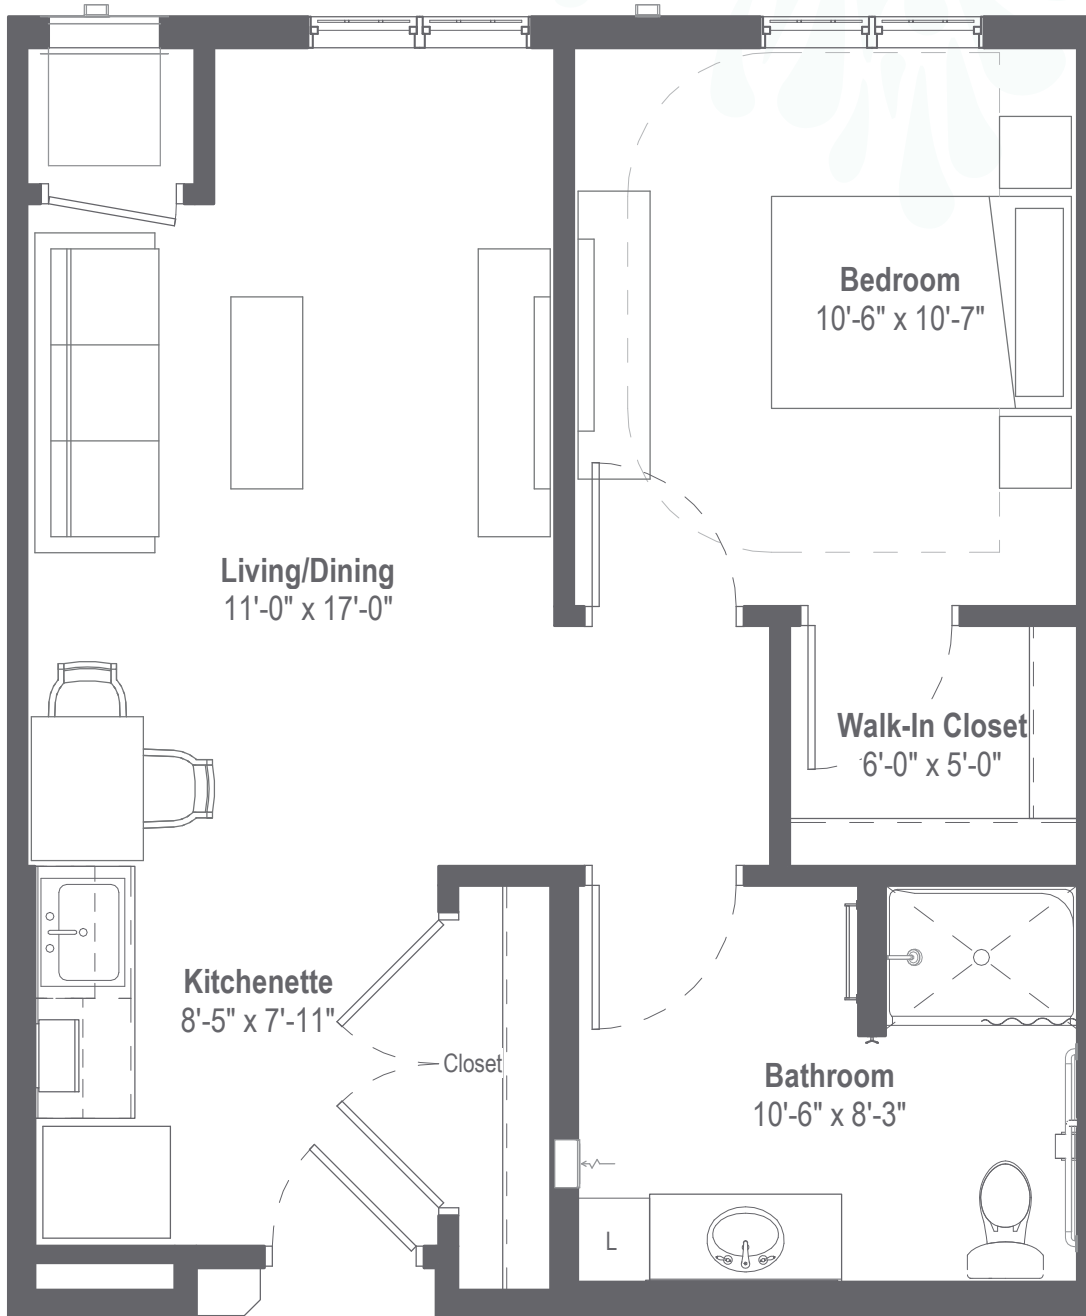 Bedroom
10'-6" x 10'-7"
Living/Dining
11'-0" x 17'-0"
Walk-In Closet
6'-0" x 5'-0"
Kitchenette
8'-5" x 7'-11"
Closet
Bathroom
10'-6" x 8'-3"
L